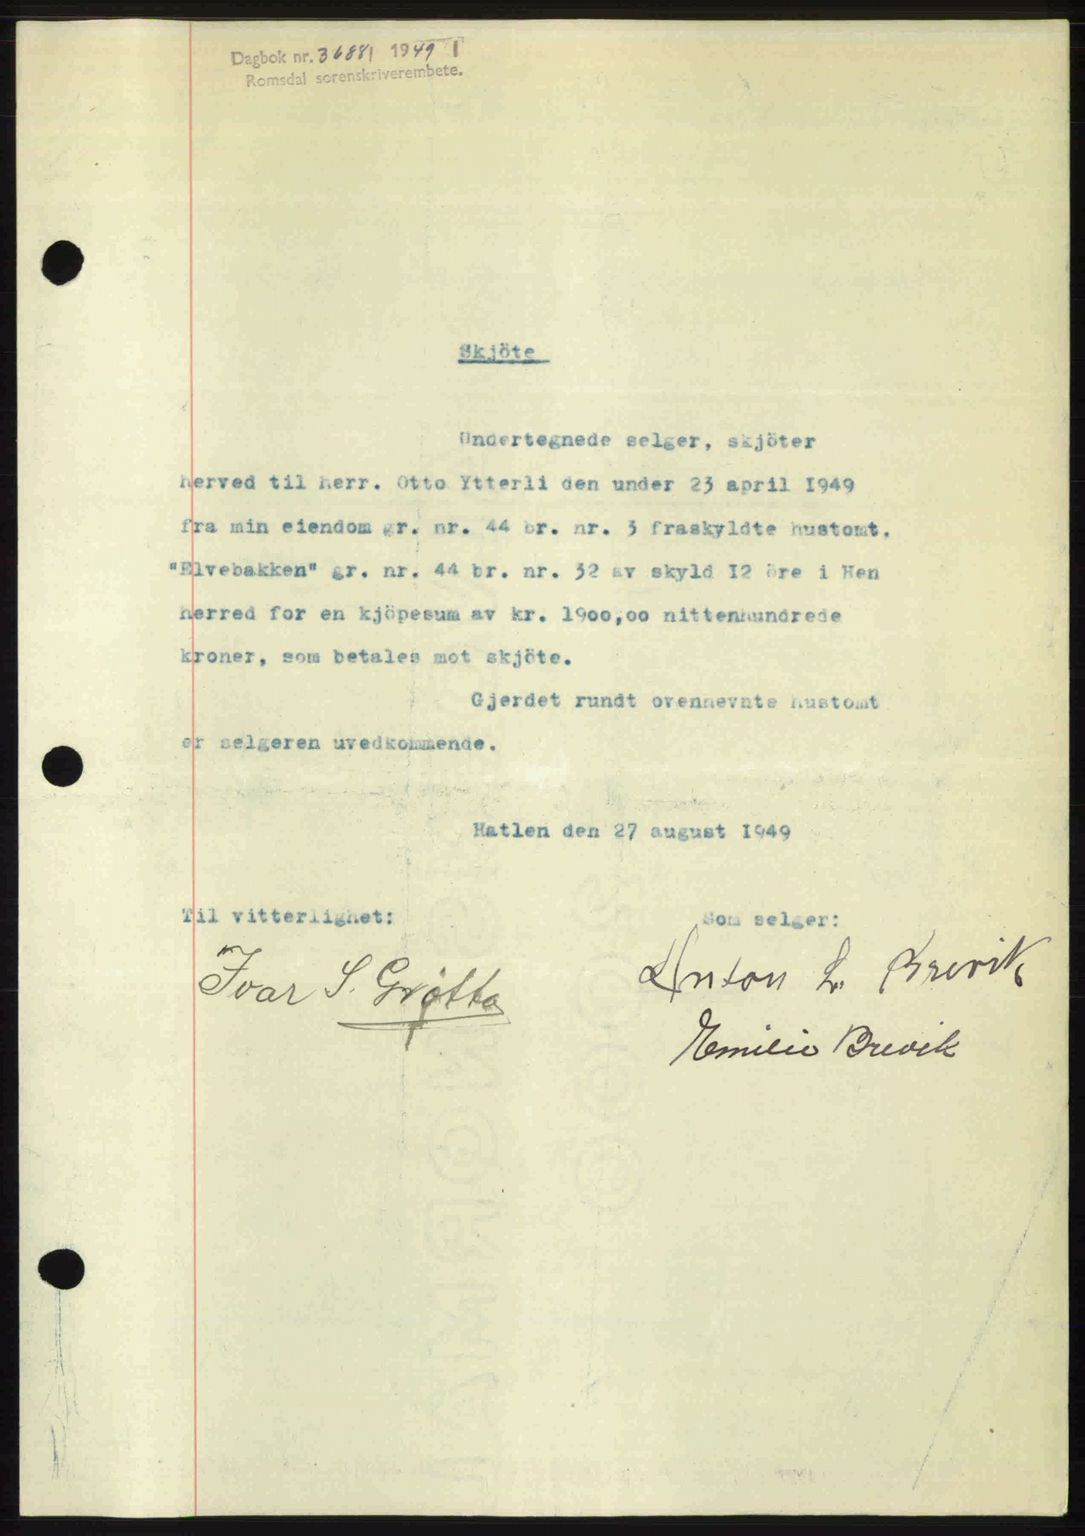 Dagbok nr. 3688/ 1949 I
Romsdal sorenskriverembete.
Skjöte
Undertegnede selger, skjöter
herved til herr. Otto Ytterli den under 23 april I949
fra min eiendom gr. nr. 44 br. nr. 3 fraskyldte hustomt.
"Elvebakken" gr. nr. 44 br. nr. 32 av skyld I2 öre i Hen
herred for en kjöpesum av kr. 1900,00 nittenhundrede
kroner, som betales mot skjöte.
Gjerdet rundt ovennevnte hustomt
er selgeren uvedkommende.
Hatlen den 27 august I949
Til vitterlighet: Som selger:
Ivar S. Grøtta Anton L. Brevik
Emilie Brevik